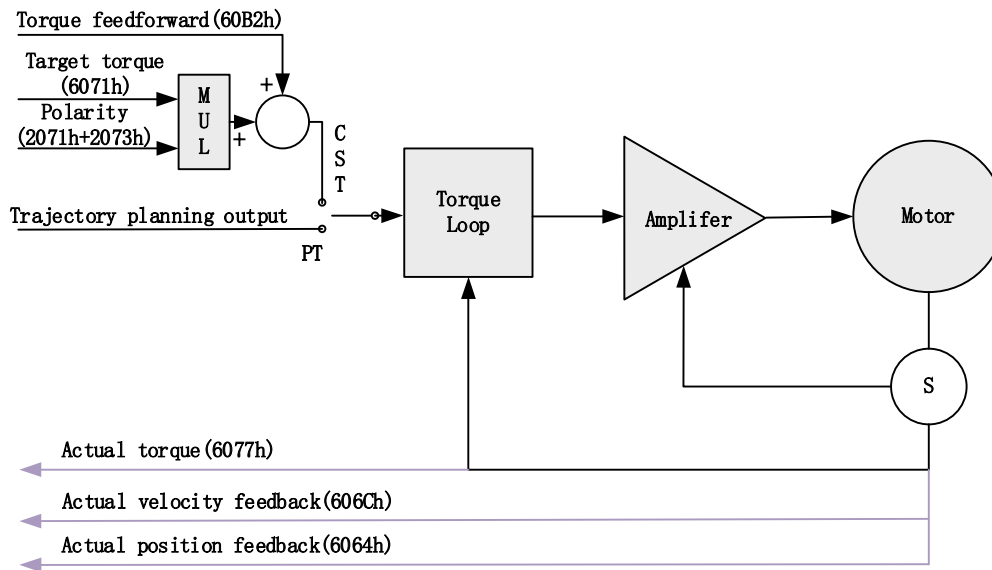 Torque feedforward(60B2h)
Target torque
(6071h)
Polarity
(2071h+2073h)
M
U
L
+
+
C
S
T
Trajectory planning output
PT
Torque
Loop
Amplifer
Motor
S
Actual torque(6077h)
Actual velocity feedback(606Ch)
Actual position feedback(6064h)